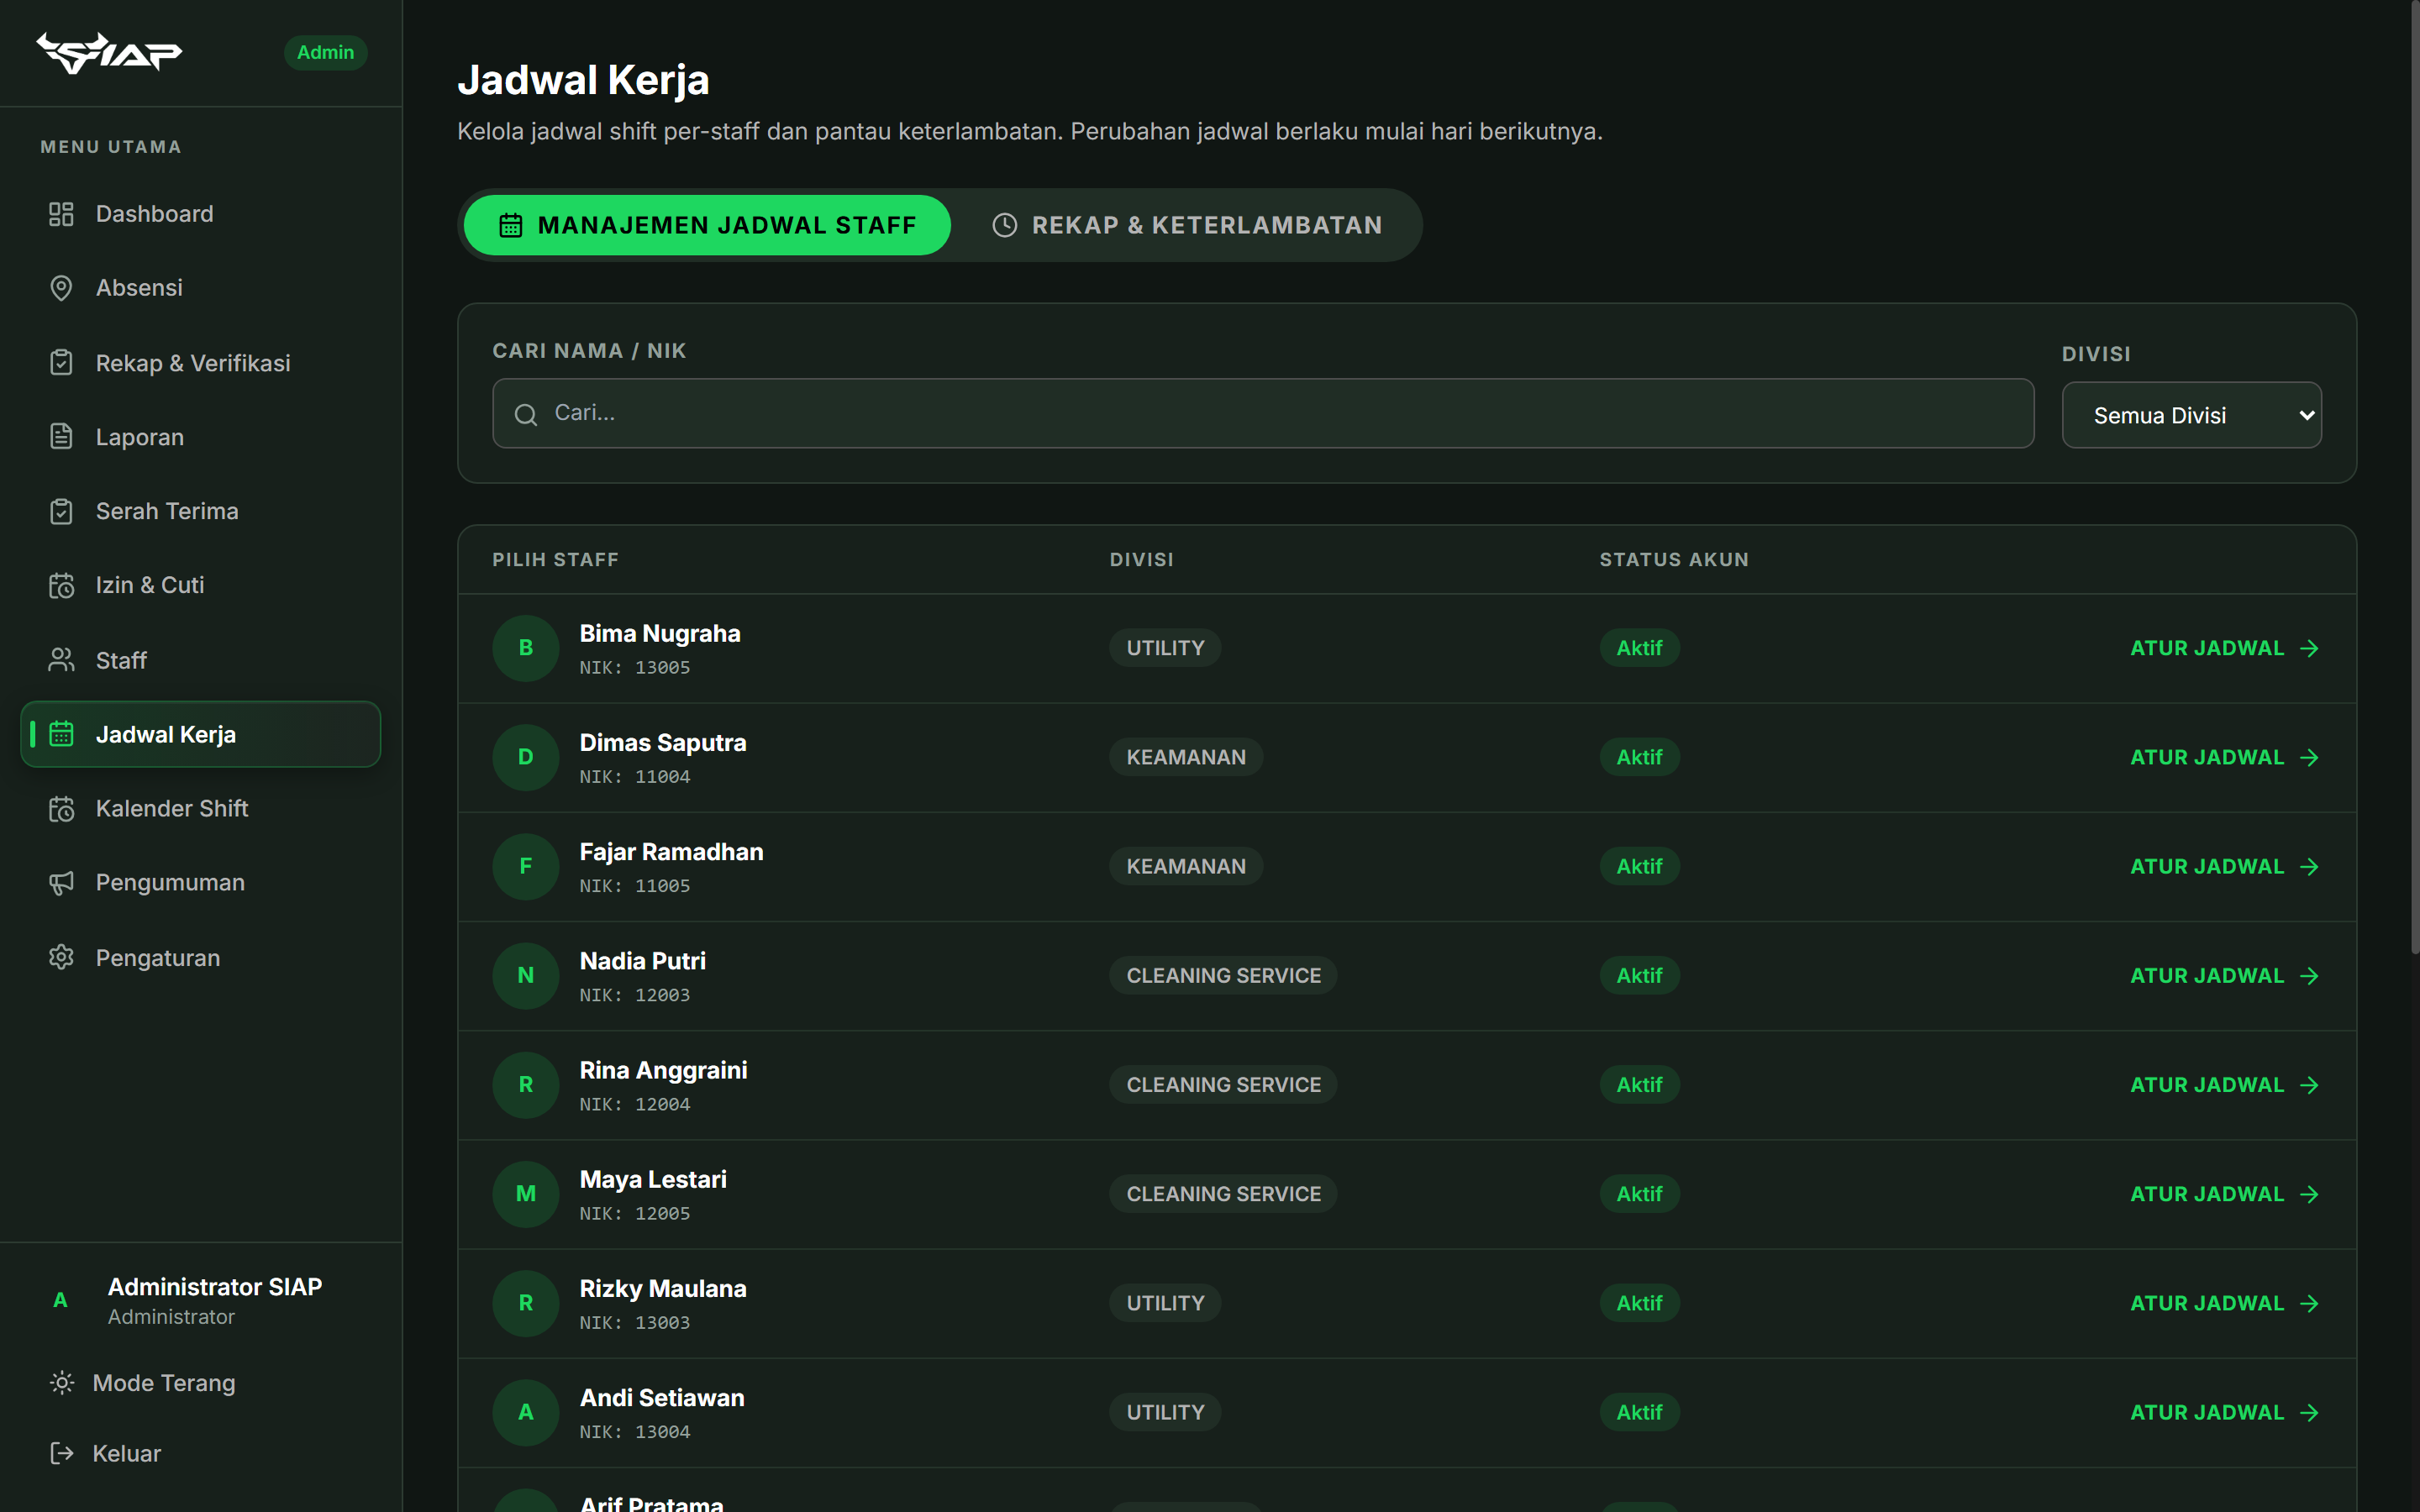 SIAP
Admin
MENU UTAMA
Dashboard
Absensi
Rekap & Verifikasi
Laporan
Serah Terima
Izin & Cuti
Staff
Jadwal Kerja
Kalender Shift
Pengumuman
Pengaturan
A
Administrator SIAP
Administrator
Mode Terang
Keluar
Jadwal Kerja
Kelola jadwal shift per-staff dan pantau keterlambatan. Perubahan jadwal berlaku mulai hari berikutnya.
MANAJEMEN JADWAL STAFF
REKAP & KETERLAMBATAN
CARI NAMA / NIK
Cari...
DIVISI
Semua Divisi
PILIH STAFF DIVISI STATUS AKUN
B Bima Nugraha
NIK: 13005
UTILITY Aktif ATUR JADWAL
D Dimas Saputra
NIK: 11004
KEAMANAN Aktif ATUR JADWAL
F Fajar Ramadhan
NIK: 11005
KEAMANAN Aktif ATUR JADWAL
N Nadia Putri
NIK: 12003
CLEANING SERVICE Aktif ATUR JADWAL
R Rina Anggraini
NIK: 12004
CLEANING SERVICE Aktif ATUR JADWAL
M Maya Lestari
NIK: 12005
CLEANING SERVICE Aktif ATUR JADWAL
R Rizky Maulana
NIK: 13003
UTILITY Aktif ATUR JADWAL
A Andi Setiawan
NIK: 13004
UTILITY Aktif ATUR JADWAL
Arif Pratama